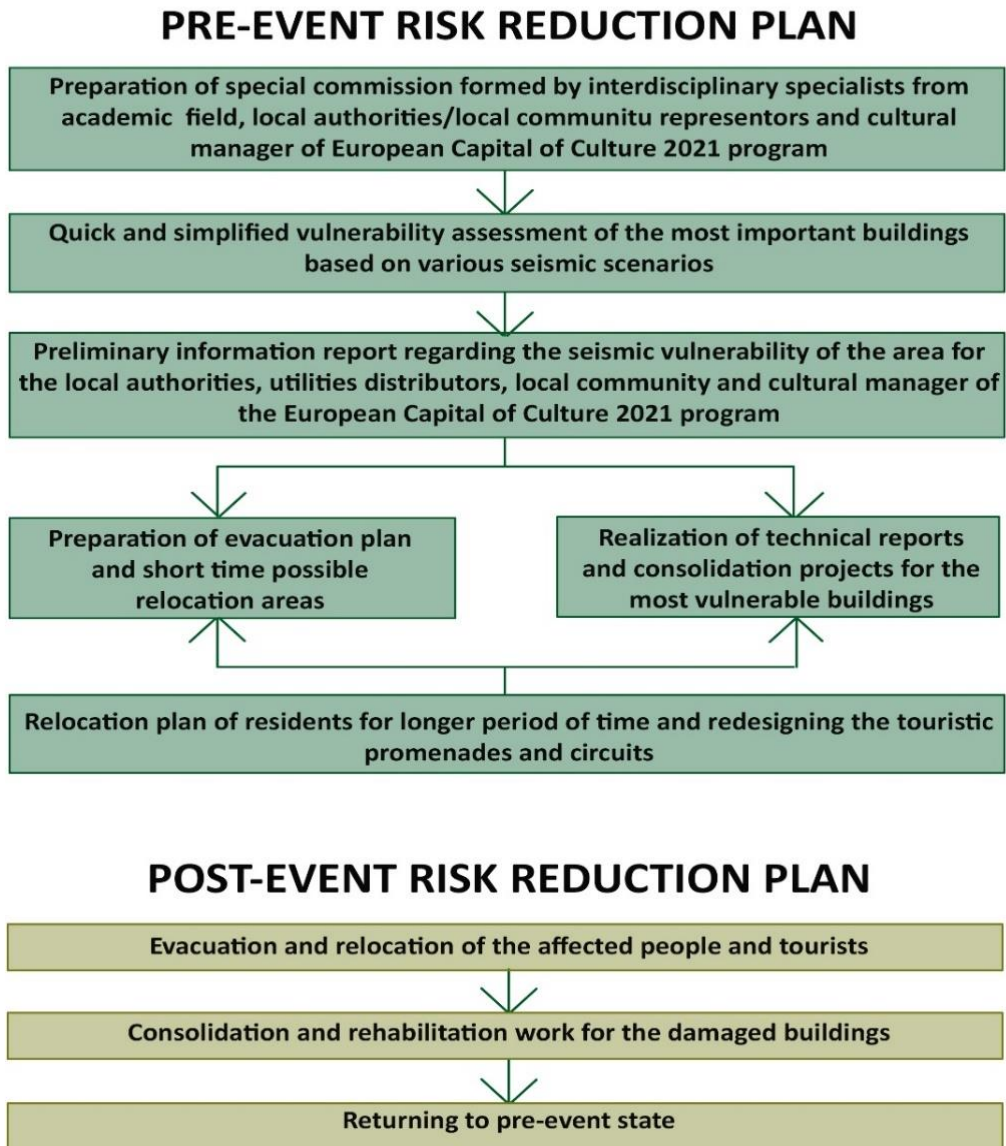 PRE-EVENT RISK REDUCTION PLAN
Preparation of special commission formed by interdisciplinary specialists from
academic field, local authorities/local communitu representors and cultural
manager of European Capital of Culture 2021 program
Quick and simplified vulnerability assessment of the most important buildings
based on various seismic scenarios
Preliminary information report regarding the seismic vulnerability of the area for
the local authorities, utilities distributors, local community and cultural manager of
the European Capital of Culture 2021 program
Preparation of evacuation plan
and short time possible
relocation areas
Realization of technical reports
and consolidation projects for the
most vulnerable buildings
Relocation plan of residents for longer period of time and redesigning the touristic
promenades and circuits
POST-EVENT RISK REDUCTION PLAN
Evacuation and relocation of the affected people and tourists
Consolidation and rehabilitation work for the damaged buildings
Returning to pre-event state